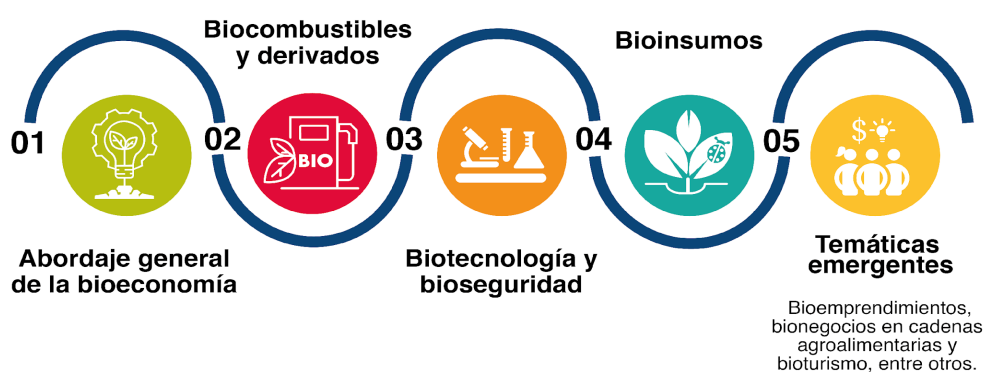 01
Abordaje general
de la bioeconomía
02
Biocombustibles
y derivados
BIO
03
Biotecnología y
bioseguridad
04
Bioinsumos
05
$
Temáticas
emergentes
Bioemprendimientos,
bionegocios en cadenas
agroalimentarias y
bioturismo, entre otros.